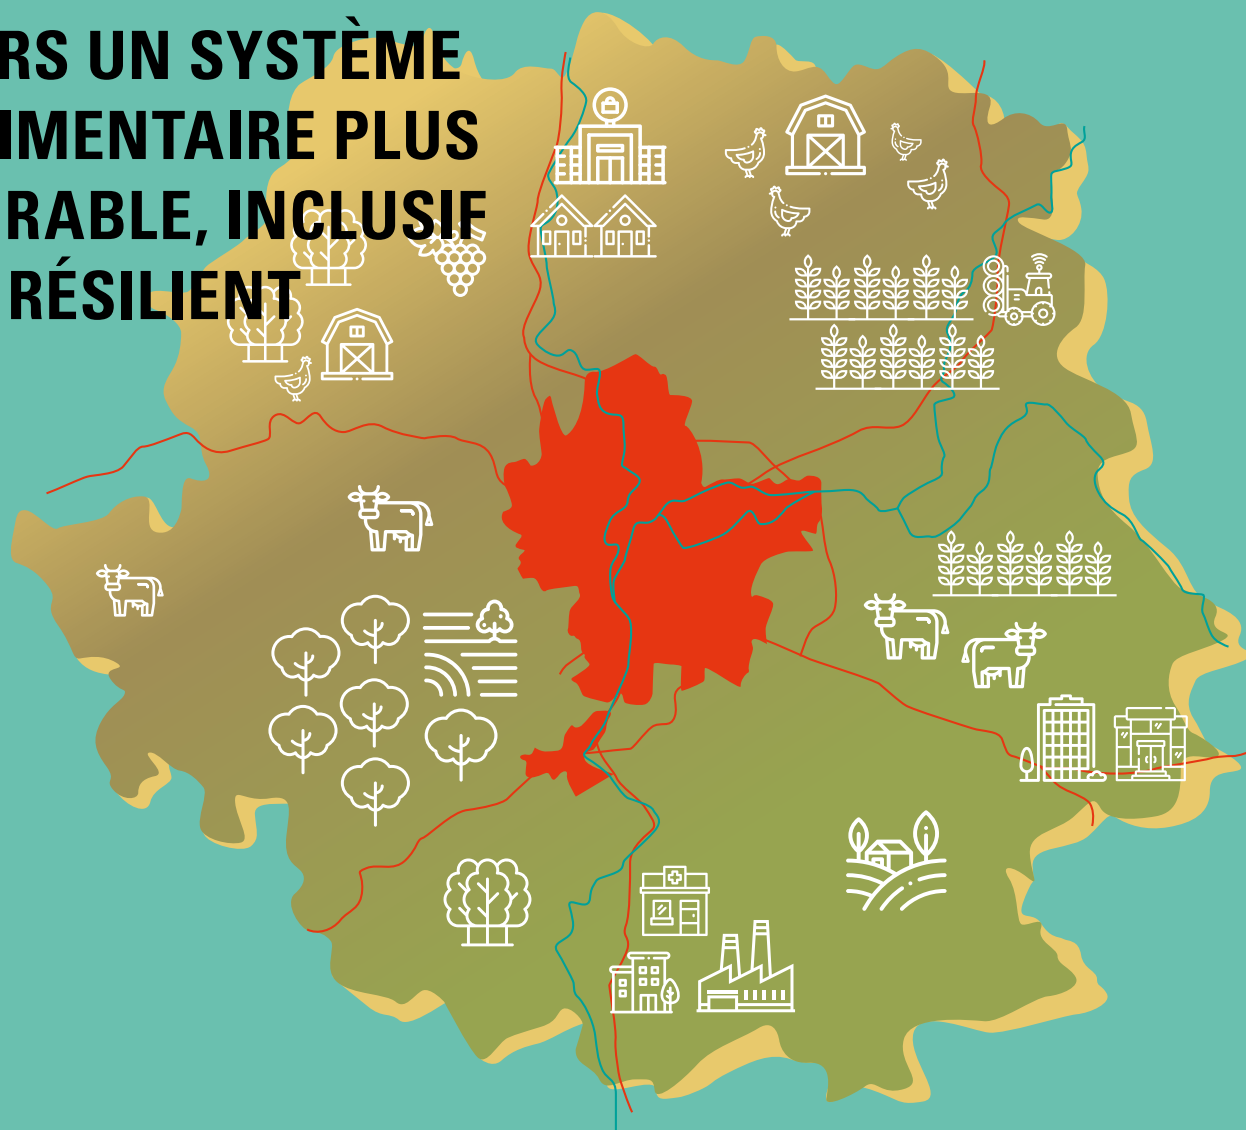 RS UN SYSTÈME
IMENTAIRE PLUS
RABLE, INCLUSIF
RÉSILIENT